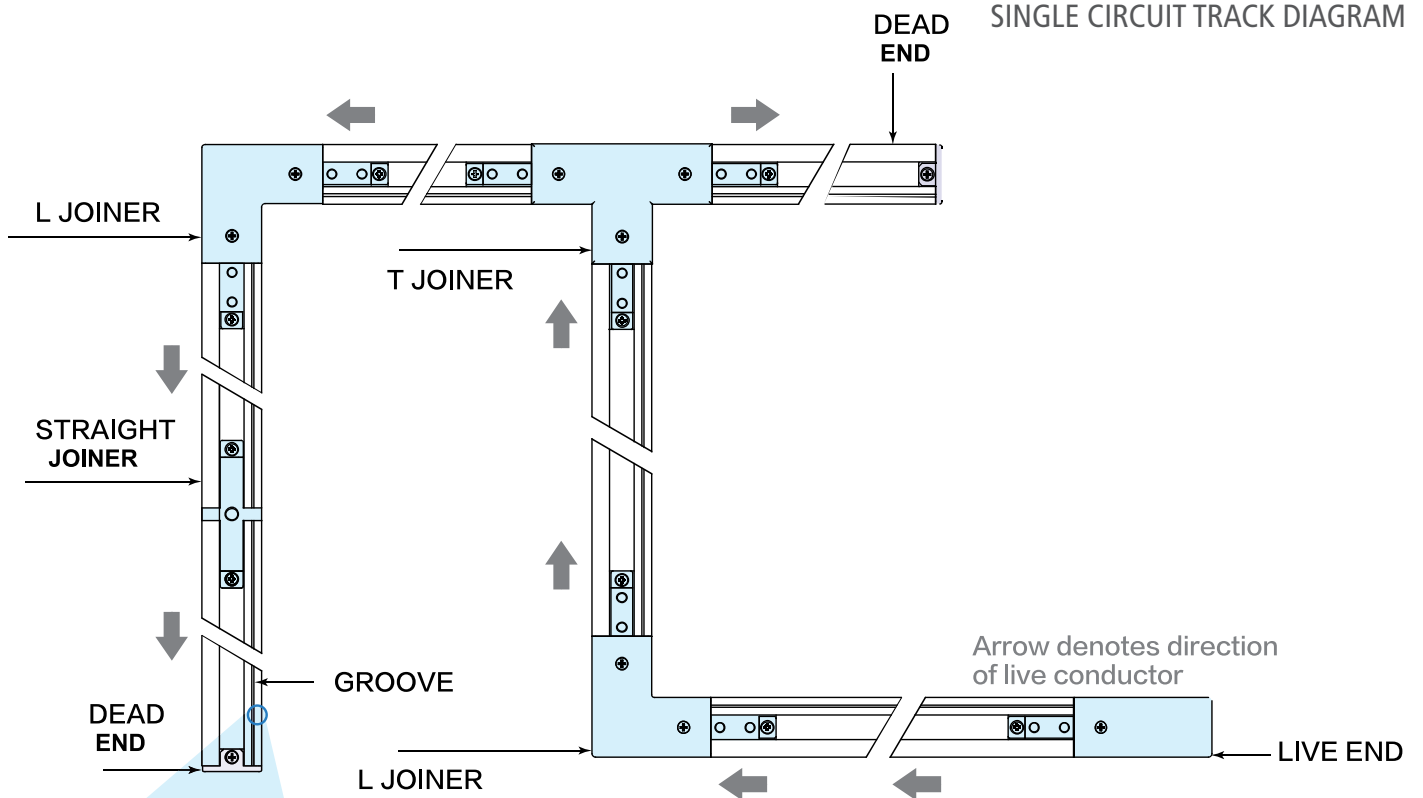 SINGLE CIRCUIT TRACK DIAGRAM
DEAD
END
L JOINER
T JOINER
STRAIGHT
JOINER
GROOVE
Arrow denotes direction
of live conductor
DEAD
END
L JOINER
LIVE END